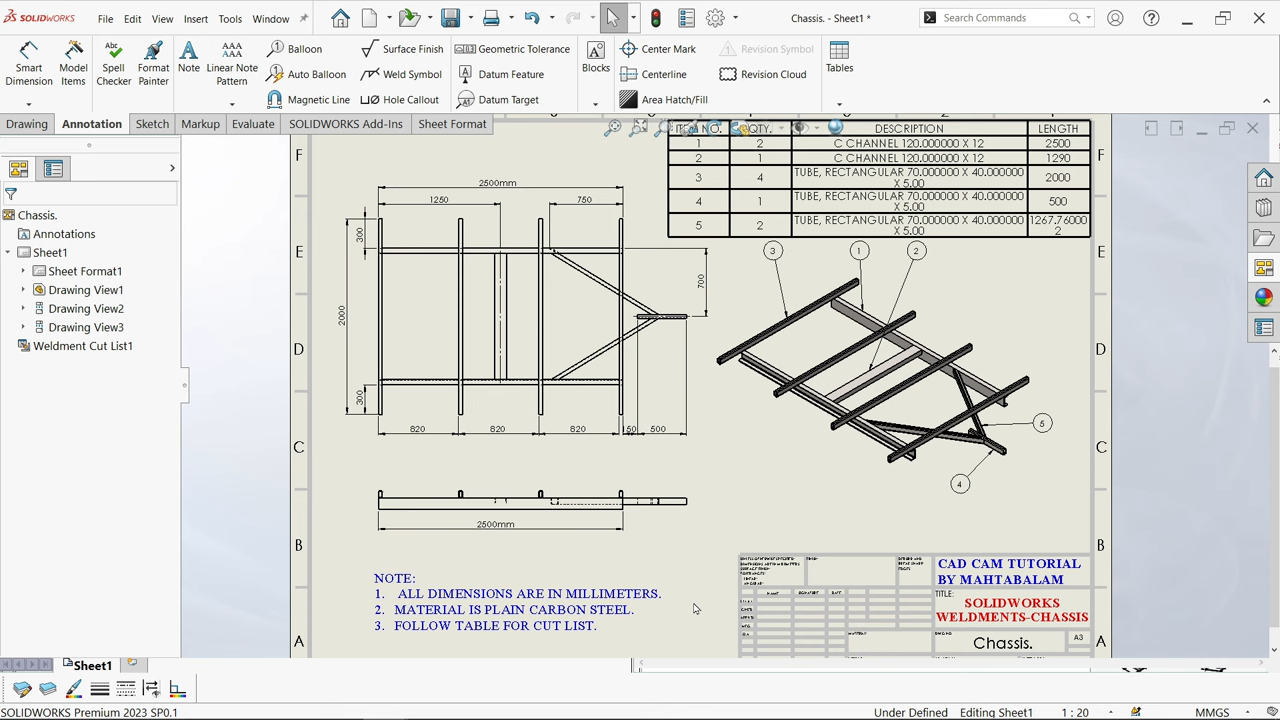 SOLIDWORKS
File
Edit
View
Insert
Tools
Window
Chassis. - Sheet1 *
Search Commands
Smart
Dimension
Model
Items
Spell
Checker
Format
Painter
Note
Linear Note
Pattern
Balloon
Auto Balloon
Magnetic Line
Surface Finish
Weld Symbol
Hole Callout
Geometric Tolerance
Datum Feature
Datum Target
Blocks
Center Mark
Centerline
Area Hatch/Fill
Revision Symbol
Revision Cloud
Tables
Drawing
Annotation
Sketch
Markup
Evaluate
SOLIDWORKS Add-Ins
Sheet Format
Chassis.
Annotations
Sheet1
Sheet Format1
Drawing View1
Drawing View2
Drawing View3
Weldment Cut List1
ITEM NO. QTY. DESCRIPTION LENGTH
1 2 C CHANNEL 120.000000 X 12 2500
2 1 C CHANNEL 120.000000 X 12 1290
3 4 TUBE, RECTANGULAR 70.000000 X 40.000000 X 5.00 2000
4 1 TUBE, RECTANGULAR 70.000000 X 40.000000 X 5.00 500
5 2 TUBE, RECTANGULAR 70.000000 X 40.000000 X 5.00 1267.760002
F
E
D
C
B
A
F
E
D
C
B
A
2500mm
1250
750
300
2000
300
700
820
820
820
150
500
2500mm
3
1
2
5
4
NOTE:
1. ALL DIMENSIONS ARE IN MILLIMETERS.
2. MATERIAL IS PLAIN CARBON STEEL.
3. FOLLOW TABLE FOR CUT LIST.
CAD CAM TUTORIAL
BY MAHTABALAM
TITLE:
SOLIDWORKS
WELDMENTS-CHASSIS
Chassis.
A3
Sheet1
SOLIDWORKS Premium 2023 SP0.1
Under Defined
Editing Sheet1
1 : 20
MMGS